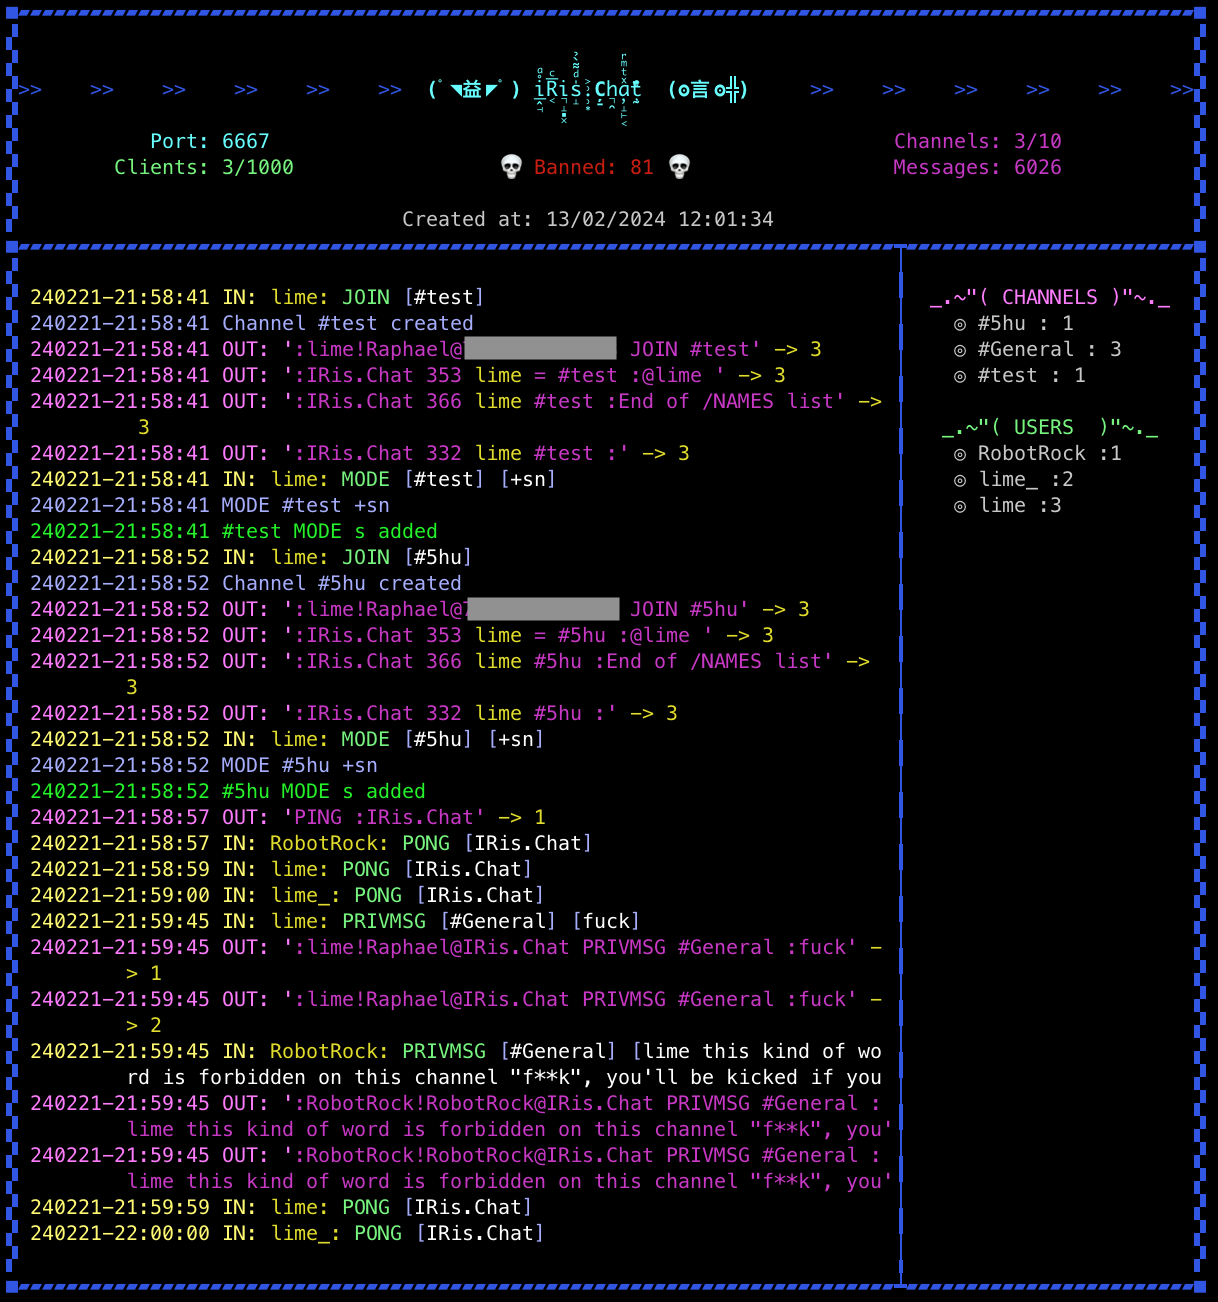 >> >> >> >> >> >> (゜◥益◤゜) iRis Chat (⊙言⊙╬) >> >> >> >> >> >>
Port: 6667
Channels: 3/10
Clients: 3/1000
💀 Banned: 81 💀
Messages: 6026
Created at: 13/02/2024 12:01:34
240221-21:58:41 IN: lime: JOIN [#test]
240221-21:58:41 Channel #test created
240221-21:58:41 OUT: ':lime!Raphael@ JOIN #test' -> 3
240221-21:58:41 OUT: ':IRis.Chat 353 lime = #test :@lime ' -> 3
240221-21:58:41 OUT: ':IRis.Chat 366 lime #test :End of /NAMES list' ->
3
240221-21:58:41 OUT: ':IRis.Chat 332 lime #test :' -> 3
240221-21:58:41 IN: lime: MODE [#test] [+sn]
240221-21:58:41 MODE #test +sn
240221-21:58:41 #test MODE s added
240221-21:58:52 IN: lime: JOIN [#5hu]
240221-21:58:52 Channel #5hu created
240221-21:58:52 OUT: ':lime!Raphael@ JOIN #5hu' -> 3
240221-21:58:52 OUT: ':IRis.Chat 353 lime = #5hu :@lime ' -> 3
240221-21:58:52 OUT: ':IRis.Chat 366 lime #5hu :End of /NAMES list' ->
3
240221-21:58:52 OUT: ':IRis.Chat 332 lime #5hu :' -> 3
240221-21:58:52 IN: lime: MODE [#5hu] [+sn]
240221-21:58:52 MODE #5hu +sn
240221-21:58:52 #5hu MODE s added
240221-21:58:57 OUT: 'PING :IRis.Chat' -> 1
240221-21:58:57 IN: RobotRock: PONG [IRis.Chat]
240221-21:58:59 IN: lime: PONG [IRis.Chat]
240221-21:59:00 IN: lime_: PONG [IRis.Chat]
240221-21:59:45 IN: lime: PRIVMSG [#General] [fuck]
240221-21:59:45 OUT: ':lime!Raphael@IRis.Chat PRIVMSG #General :fuck' -
> 1
240221-21:59:45 OUT: ':lime!Raphael@IRis.Chat PRIVMSG #General :fuck' -
> 2
240221-21:59:45 IN: RobotRock: PRIVMSG [#General] [lime this kind of wo
rd is forbidden on this channel "f**k", you'll be kicked if you
240221-21:59:45 OUT: ':RobotRock!RobotRock@IRis.Chat PRIVMSG #General :
lime this kind of word is forbidden on this channel "f**k", you'
240221-21:59:45 OUT: ':RobotRock!RobotRock@IRis.Chat PRIVMSG #General :
lime this kind of word is forbidden on this channel "f**k", you'
240221-21:59:59 IN: lime: PONG [IRis.Chat]
240221-22:00:00 IN: lime_: PONG [IRis.Chat]
_.~"( CHANNELS )"~._
◎ #5hu : 1
◎ #General : 3
◎ #test : 1
_.~"( USERS )"~._
◎ RobotRock :1
◎ lime_ :2
◎ lime :3